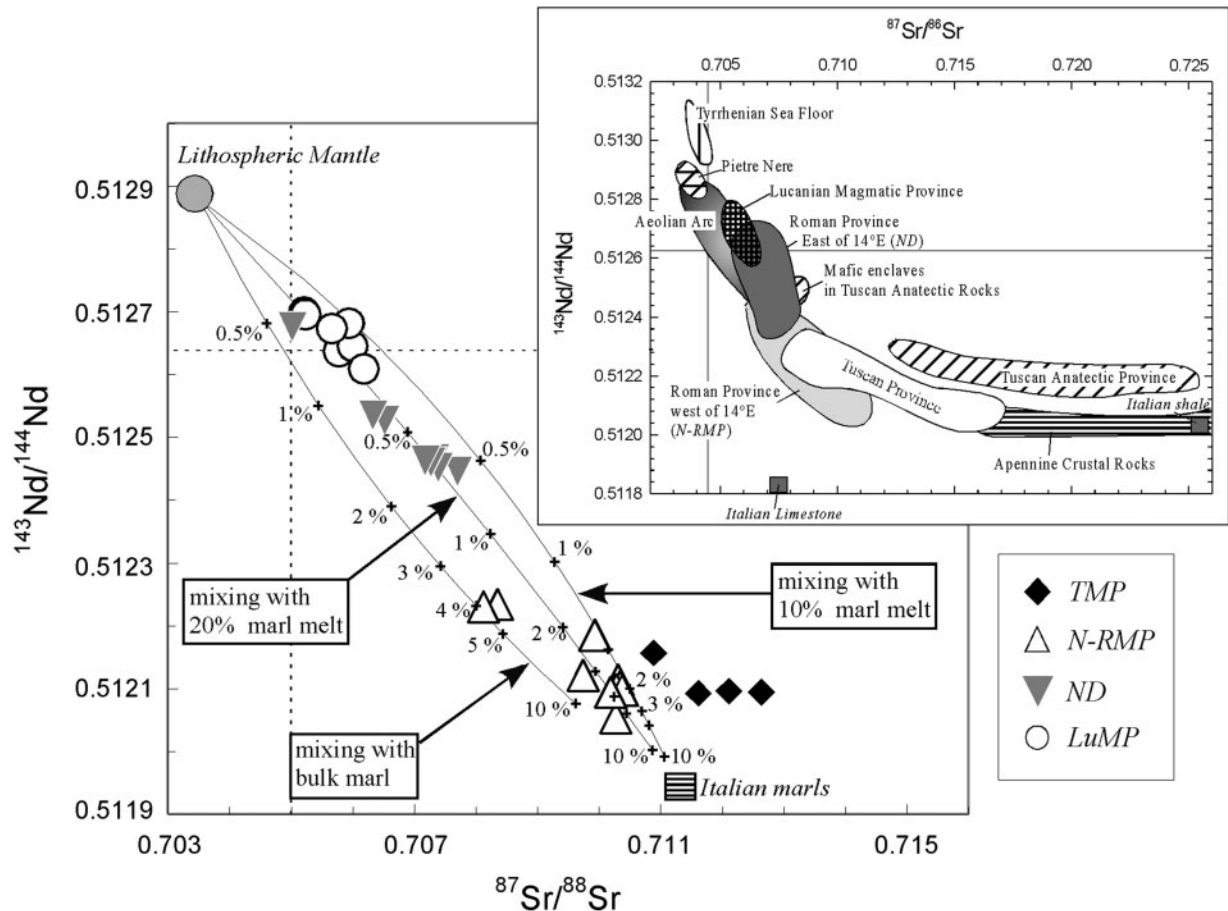 87Sr/86Sr
0.705
0.710
0.715
0.720
0.725
0.5132
0.5130
0.5128
0.5126
0.5124
0.5122
0.5120
0.5118
143Nd/144Nd
Tyrrhenian Sea Floor
Pietre Nere
Lucanian Magmatic Province
Aeolian Arc
Roman Province
East of 14°E (ND)
Mafic enclaves
in Tuscan Anatectic Rocks
Tuscan Province
Tuscan Anatectic Province
Roman Province
west of 14°E
(N-RMP)
Italian shale
Apennine Crustal Rocks
Italian Limestone
Lithospheric Mantle
0.5129
0.5127
0.5125
0.5123
0.5121
0.5119
143Nd/144Nd
0.5%
1%
0.5%
0.5%
2 %
1 %
1 %
3 %
mixing with
20% marl melt
mixing with
10% marl melt
4 %
5 %
2 %
2 %
3 %
10 %
10 %
10 %
mixing with
bulk marl
Italian marls
0.703
0.707
0.711
0.715
87Sr/88Sr
TMP
N-RMP
ND
LuMP